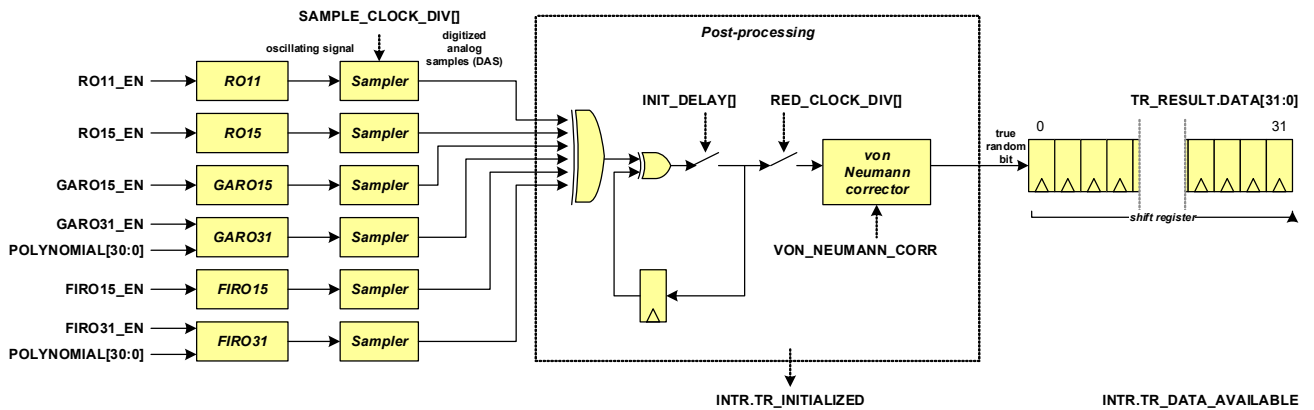 SAMPLE_CLOCK_DIV[]
oscillating signal
digitized
analog
samples (DAS)
RO11_EN
RO11
Sampler
RO15_EN
RO15
Sampler
GARO15_EN
GARO15
Sampler
GARO31_EN
POLYNOMIAL[30:0]
GARO31
Sampler
FIRO15_EN
FIRO15
Sampler
FIRO31_EN
POLYNOMIAL[30:0]
FIRO31
Sampler
Post-processing
INIT_DELAY[]
RED_CLOCK_DIV[]
von
Neumann
corrector
VON_NEUMANN_CORR
true
random
bit
TR_RESULT.DATA[31:0]
0
31
shift register
INTR.TR_INITIALIZED
INTR.TR_DATA_AVAILABLE